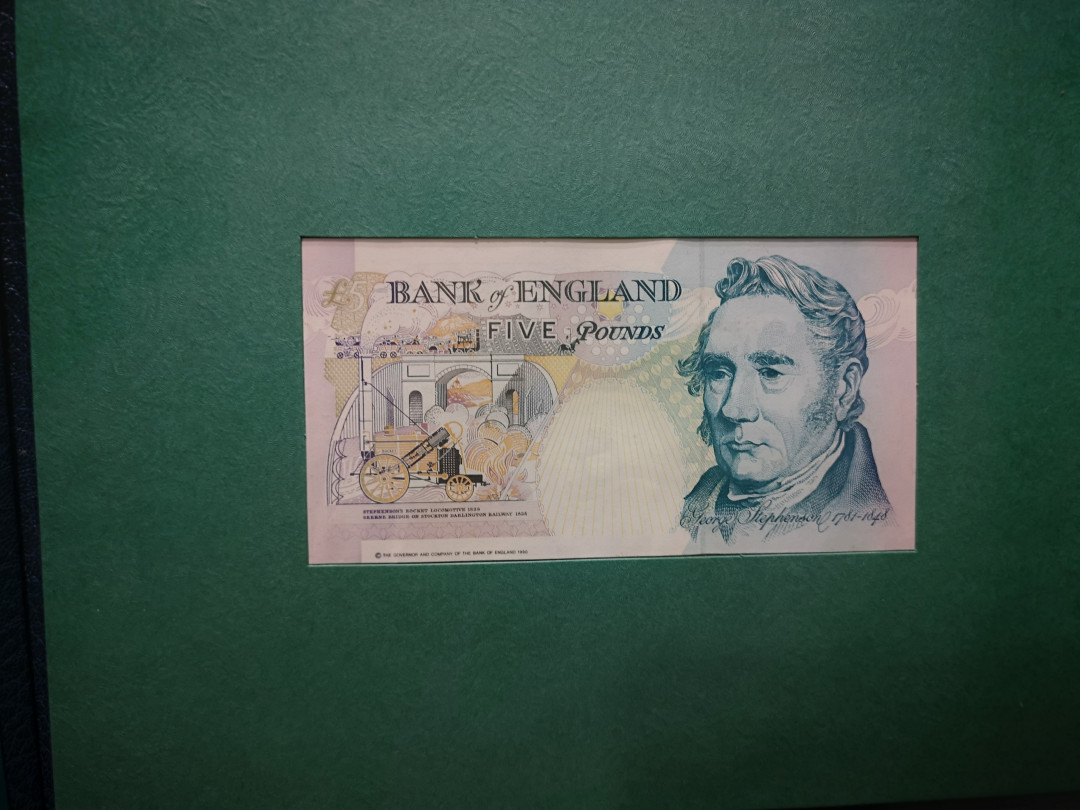 £5
BANK of ENGLAND
FIVE POUNDS
STEPHENSON'S ROCKET LOCOMOTIVE 1829
SKERNE BRIDGE ON STOCKTON DARLINGTON RAILWAY 1825
George Stephenson 1781-1848
© THE GOVERNOR AND COMPANY OF THE BANK OF ENGLAND 1990